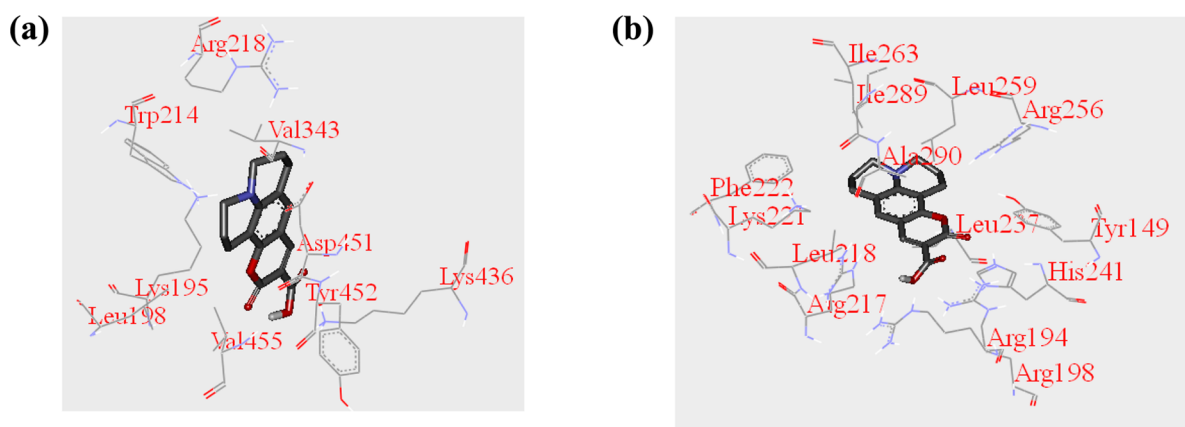 (a)
Arg218
Trp214
Val343
Asp451
Lys436
Lys195
Tyr452
Leu198
Val455
(b)
Ile263
Ile289
Leu259
Arg256
Ala290
Phe222
Lys221
Leu237
Tyr149
Leu218
His241
Arg217
Arg194
Arg198